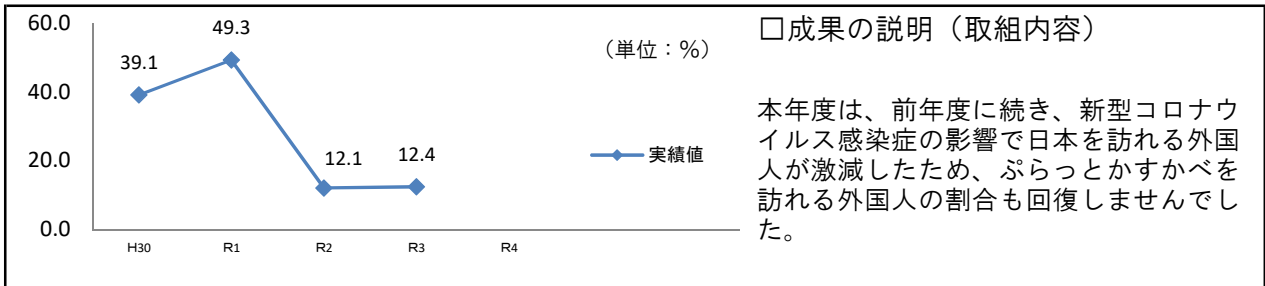 60.0
40.0
20.0
0.0
39.1
49.3
12.1
12.4
H30
R1
R2
R3
R4
（単位：％）
実績値
□成果の説明（取組内容）
本年度は、前年度に続き、新型コロナウ
イルス感染症の影響で日本を訪れる外国
人が激減したため、ぷらっとかすかべを
訪れる外国人の割合も回復しませんでし
た。